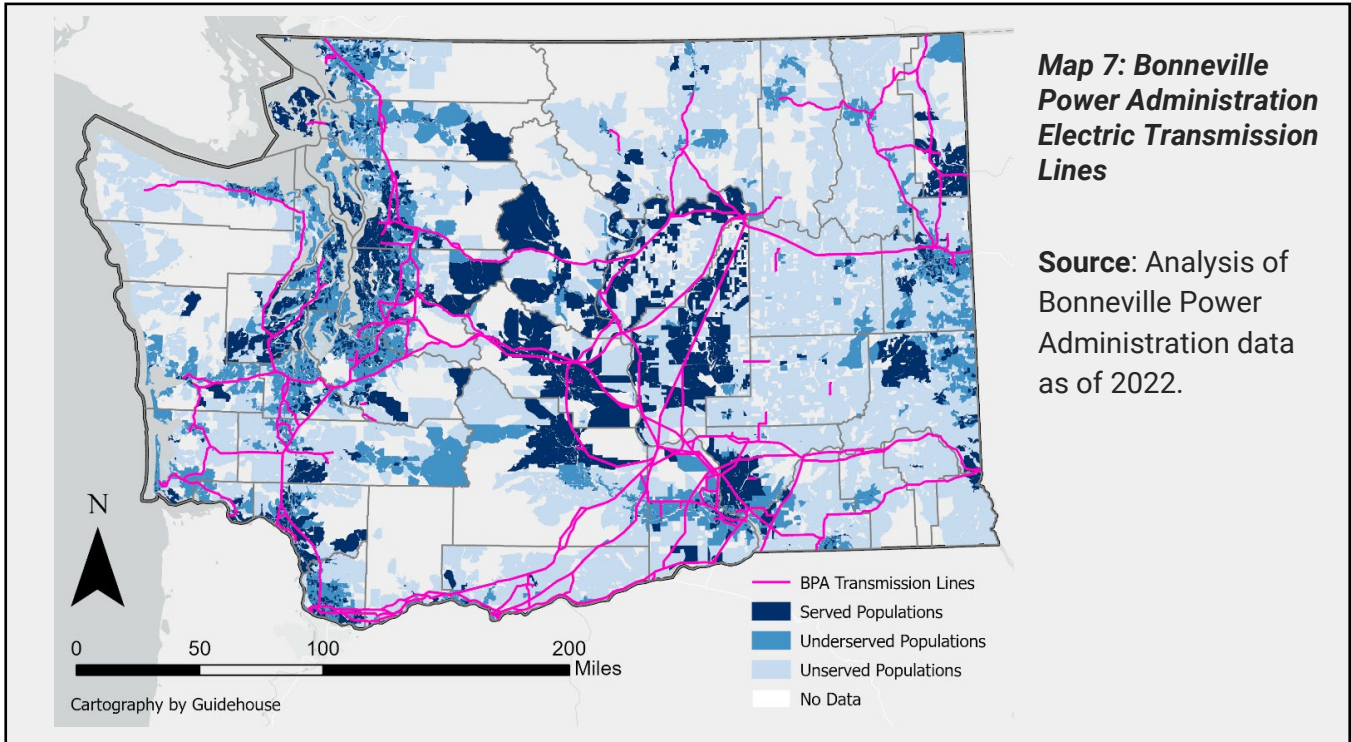 Map 7: Bonneville
Power Administration
Electric Transmission
Lines
Source: Analysis of
Bonneville Power
Administration data
as of 2022.
N
BPA Transmission Lines
Served Populations
Underserved Populations
Unserved Populations
No Data
0 50 100 200
Miles
Cartography by Guidehouse